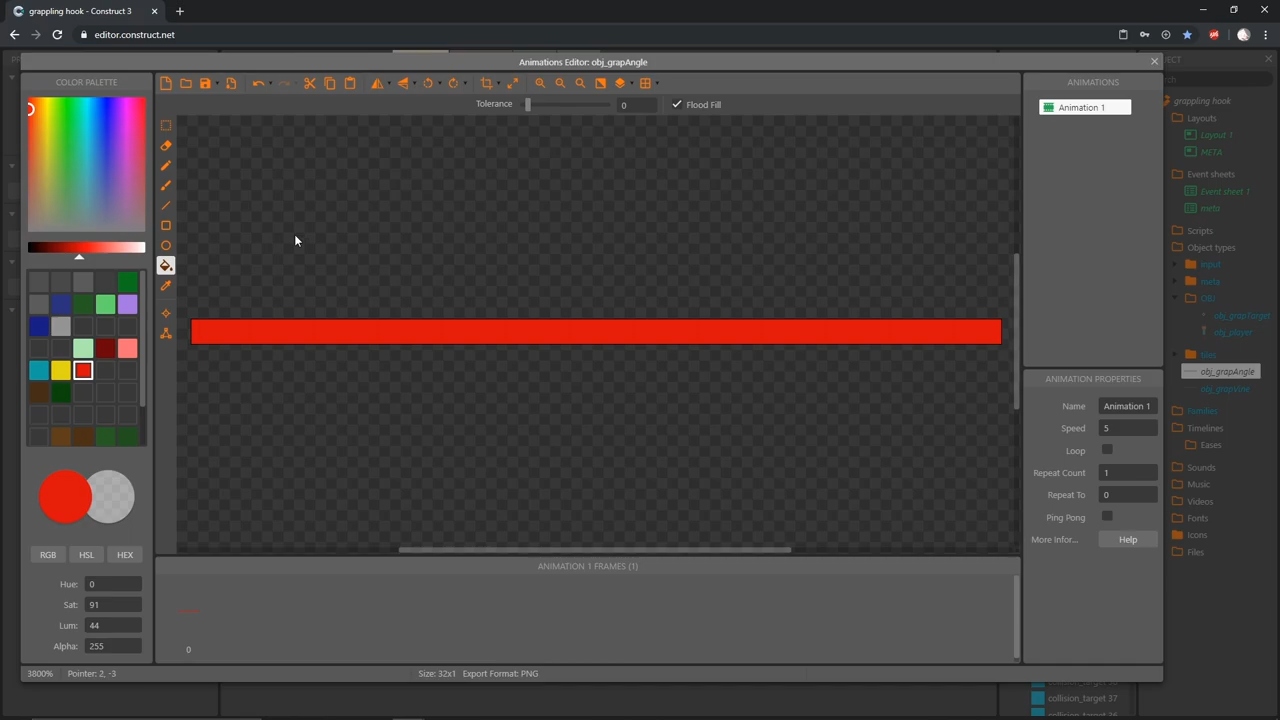 grappling hook - Construct 3
editor.construct.net
Animations Editor: obj_grapAngle
COLOR PALETTE
Tolerance 0 Flood Fill
ANIMATIONS
Animation 1
grappling hook
Layouts
Layout 1
META
Event sheets
Event sheet 1
meta
Scripts
Object types
input
meta
OBJ
obj_grapTarget
obj_player
tiles
obj_grapAngle
obj_grapVine
Families
Timelines
Eases
Sounds
Music
Videos
Fonts
Icons
Files
ANIMATION PROPERTIES
Name Animation 1
Speed 5
Loop
Repeat Count 1
Repeat To 0
Ping Pong
More Infor... Help
RGB HSL HEX
Hue: 0
Sat: 91
Lum: 44
Alpha: 255
ANIMATION 1 FRAMES (1)
0
3800% Pointer: 2, -3 Size: 32x1 Export Format: PNG
collision_target 37